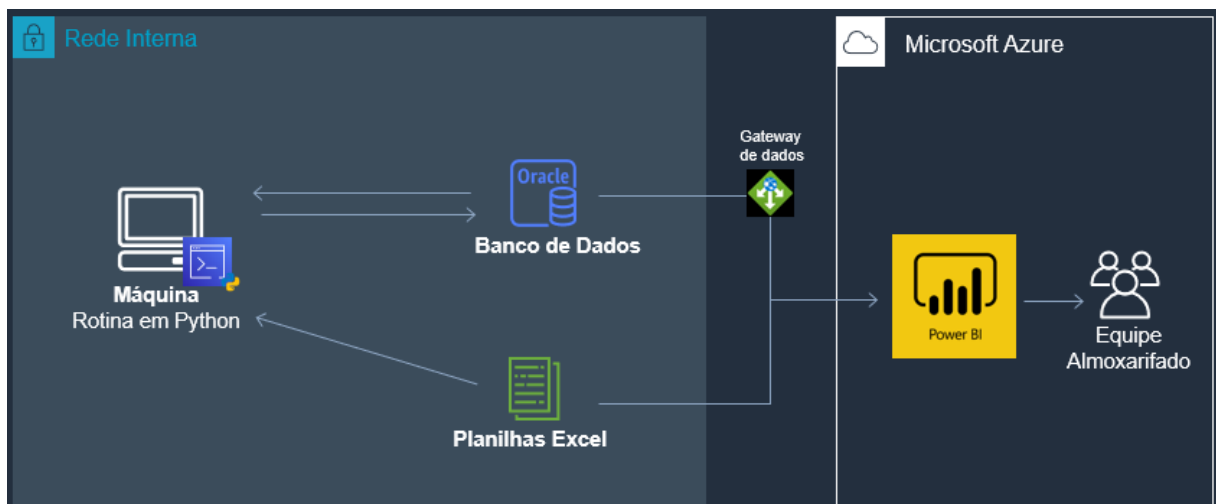 Rede Interna
Microsoft Azure
Gateway
de dados
Oracle
Banco de Dados
>_
Máquina
Rotina em Python
Power BI
Equipe
Almoxarifado
Planilhas Excel